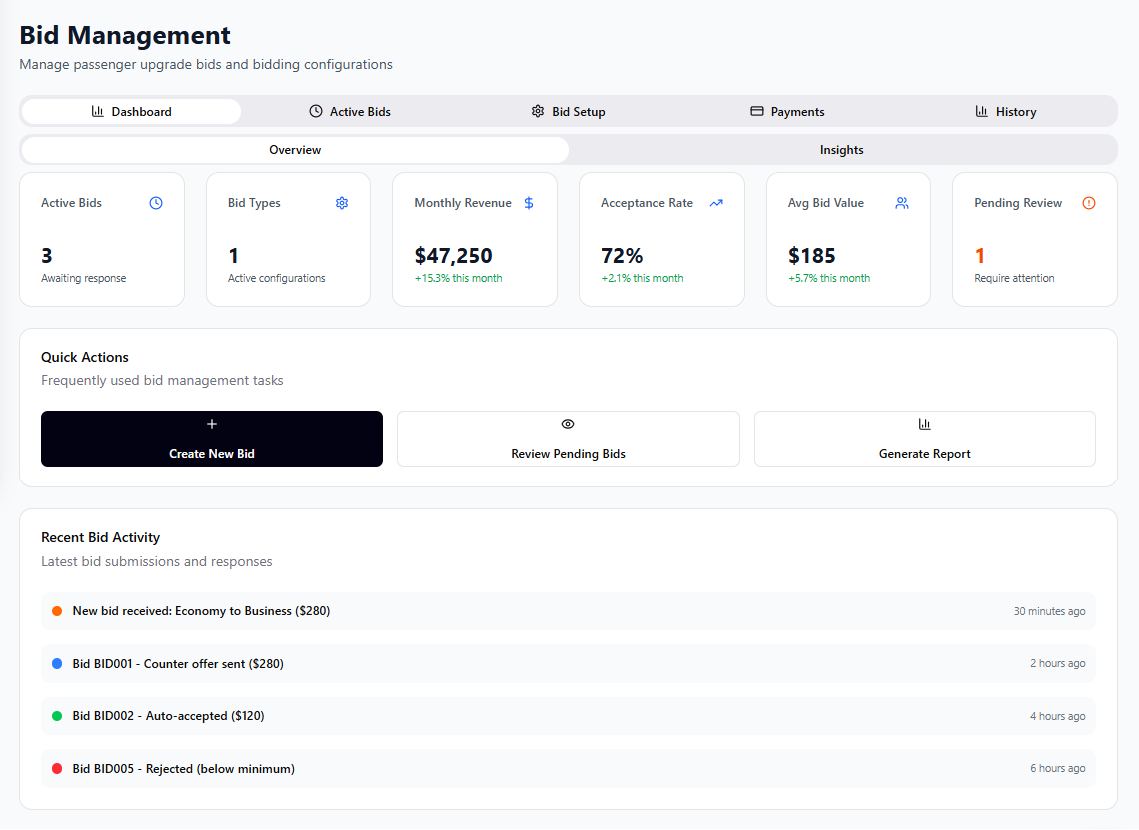 Bid Management
Manage passenger upgrade bids and bidding configurations
Dashboard
Active Bids
Bid Setup
Payments
History
Overview
Insights
Active Bids
3
Awaiting response
Bid Types
1
Active configurations
Monthly Revenue
$47,250
+15.3% this month
Acceptance Rate
72%
+2.1% this month
Avg Bid Value
$185
+5.7% this month
Pending Review
1
Require attention
Quick Actions
Frequently used bid management tasks
Create New Bid
Review Pending Bids
Generate Report
Recent Bid Activity
Latest bid submissions and responses
New bid received: Economy to Business ($280)
30 minutes ago
Bid BID001 - Counter offer sent ($280)
2 hours ago
Bid BID002 - Auto-accepted ($120)
4 hours ago
Bid BID005 - Rejected (below minimum)
6 hours ago